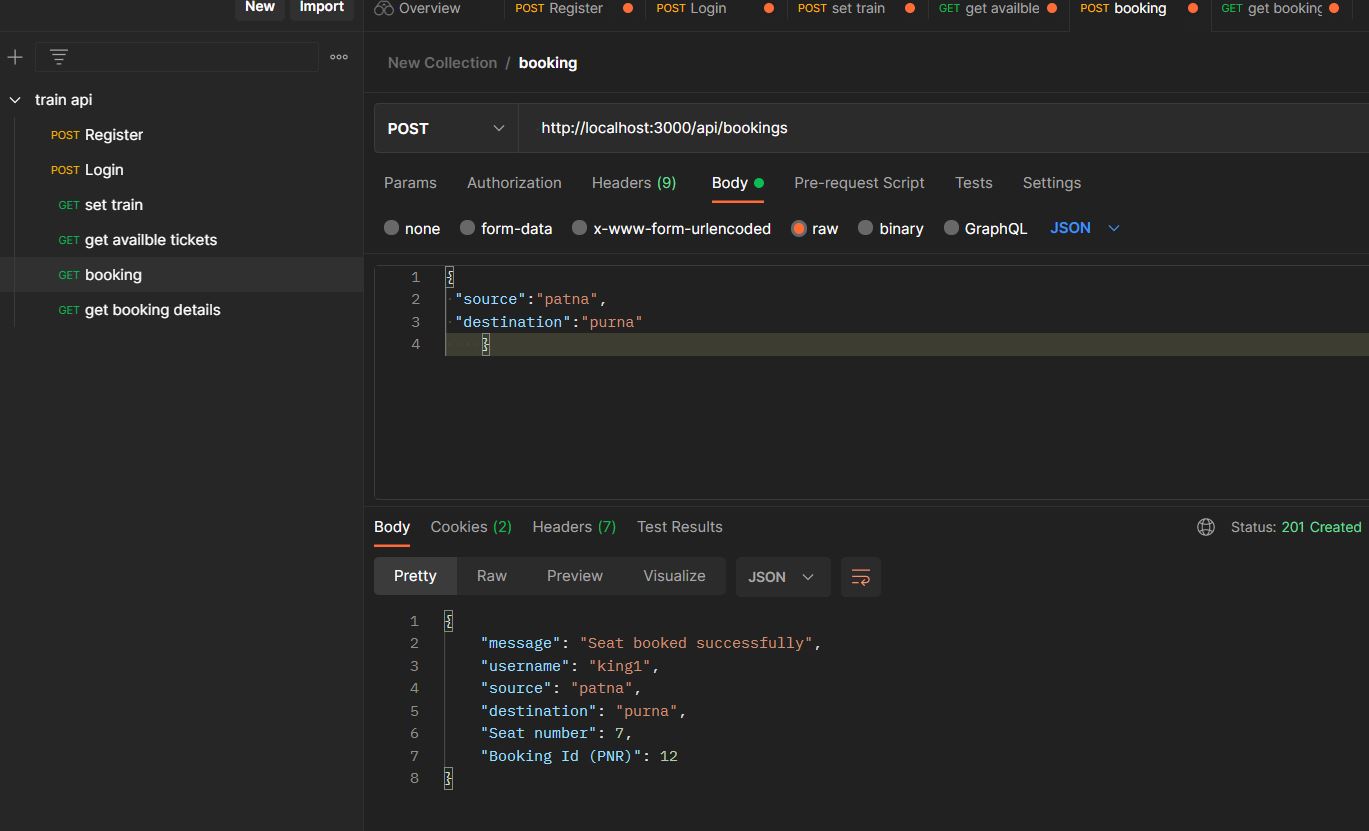 New Import
Overview POST Register POST Login POST set train GET get availble POST booking GET get booking
New Collection / booking
train api
POST Register
POST Login
GET set train
GET get availble tickets
GET booking
GET get booking details
POST http://localhost:3000/api/bookings
Params Authorization Headers (9) Body Pre-request Script Tests Settings
none form-data x-www-form-urlencoded raw binary GraphQL JSON
1 {
2 "source":"patna",
3 "destination":"purna"
4 }
Body Cookies (2) Headers (7) Test Results Status: 201 Created
Pretty Raw Preview Visualize JSON
1 {
2 "message": "Seat booked successfully",
3 "username": "king1",
4 "source": "patna",
5 "destination": "purna",
6 "Seat number": 7,
7 "Booking Id (PNR)": 12
8 }